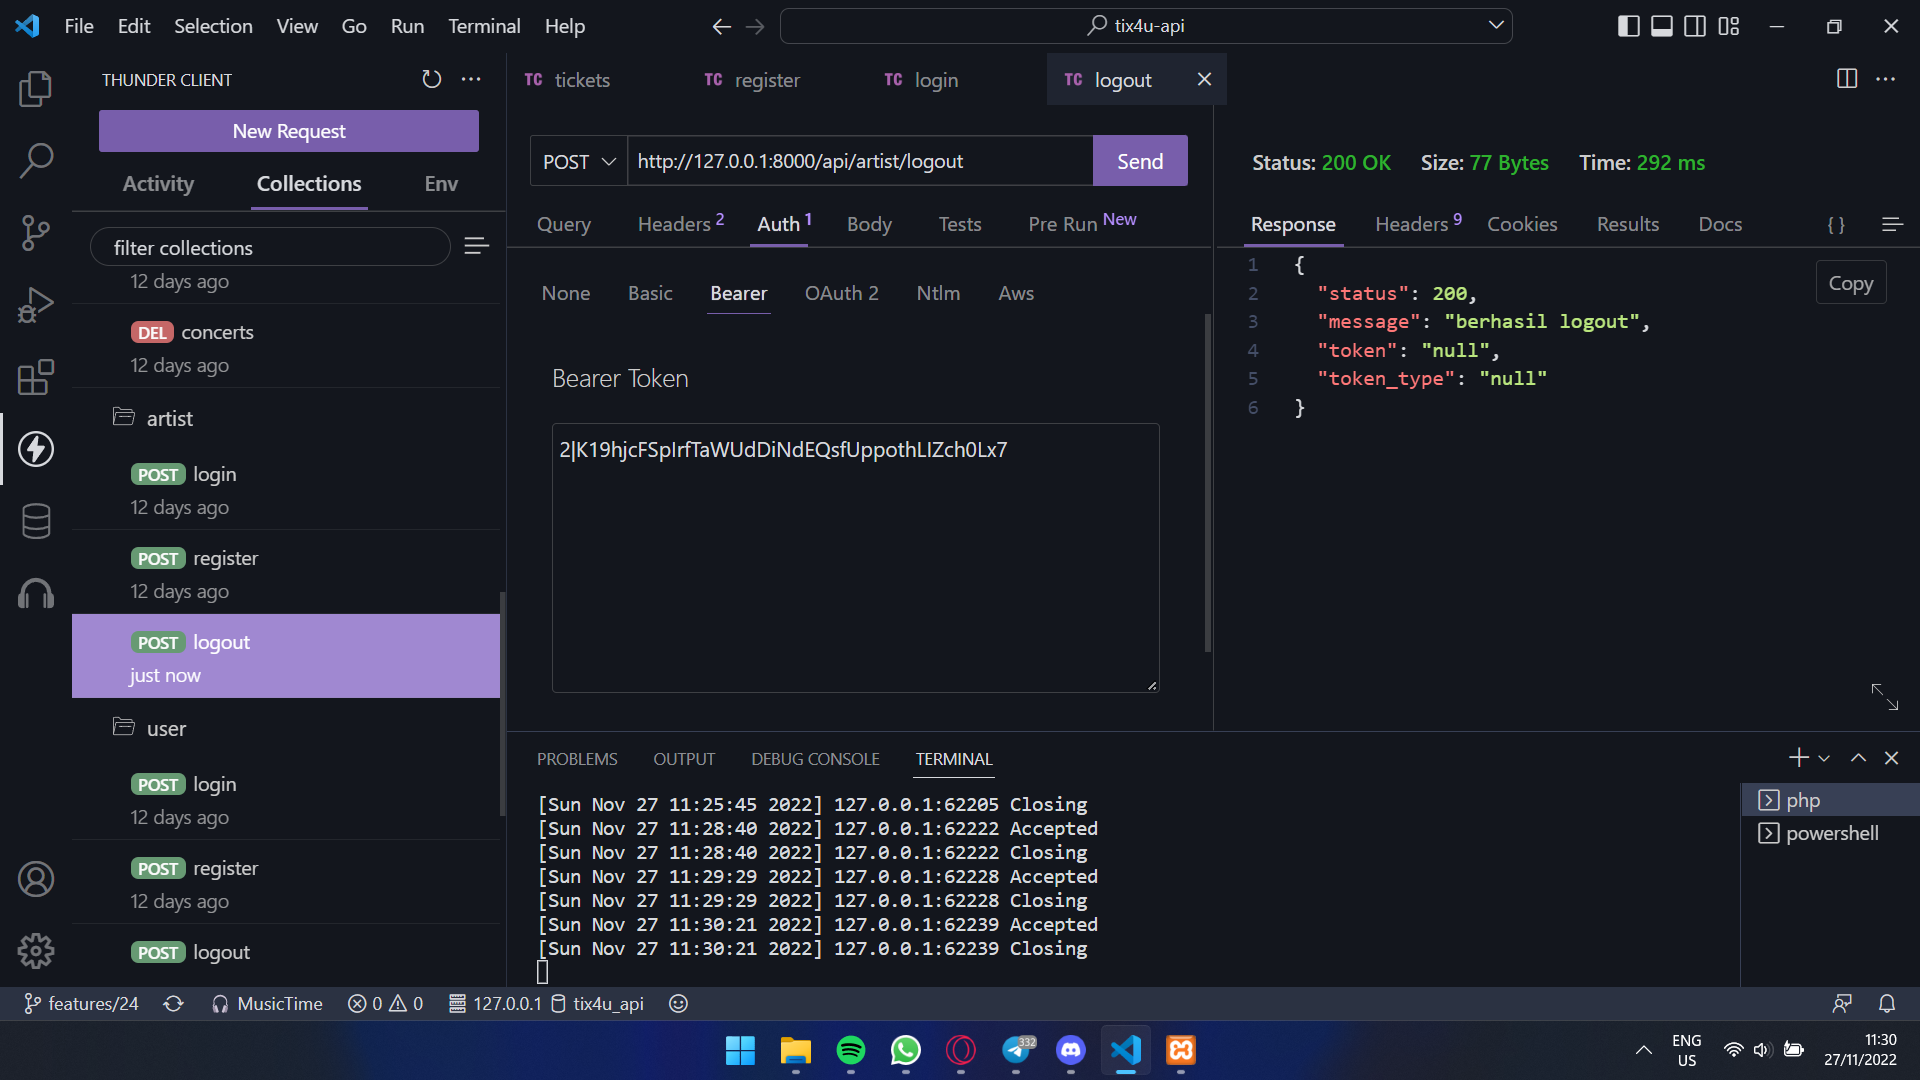 File Edit Selection View Go Run Terminal Help
tix4u-api
THUNDER CLIENT
New Request
Activity Collections Env
filter collections
12 days ago
DEL concerts
12 days ago
artist
POST login
12 days ago
POST register
12 days ago
POST logout
just now
user
POST login
12 days ago
POST register
12 days ago
POST logout
TC tickets TC register TC login TC logout
POST http://127.0.0.1:8000/api/artist/logout Send
Query Headers 2 Auth 1 Body Tests Pre Run New
None Basic Bearer OAuth 2 Ntlm Aws
Bearer Token
2|K19hjcFSpIrfTaWUdDiNdEQsfUppothLIZch0Lx7
Status: 200 OK Size: 77 Bytes Time: 292 ms
Response Headers 9 Cookies Results Docs { }
Copy
1 {
2 "status": 200,
3 "message": "berhasil logout",
4 "token": "null",
5 "token_type": "null"
6 }
PROBLEMS OUTPUT DEBUG CONSOLE TERMINAL
[Sun Nov 27 11:25:45 2022] 127.0.0.1:62205 Closing
[Sun Nov 27 11:28:40 2022] 127.0.0.1:62222 Accepted
[Sun Nov 27 11:28:40 2022] 127.0.0.1:62222 Closing
[Sun Nov 27 11:29:29 2022] 127.0.0.1:62228 Accepted
[Sun Nov 27 11:29:29 2022] 127.0.0.1:62228 Closing
[Sun Nov 27 11:30:21 2022] 127.0.0.1:62239 Accepted
[Sun Nov 27 11:30:21 2022] 127.0.0.1:62239 Closing
php
powershell
features/24 MusicTime 0 0 127.0.0.1 tix4u_api
332
ENG
US
11:30
27/11/2022